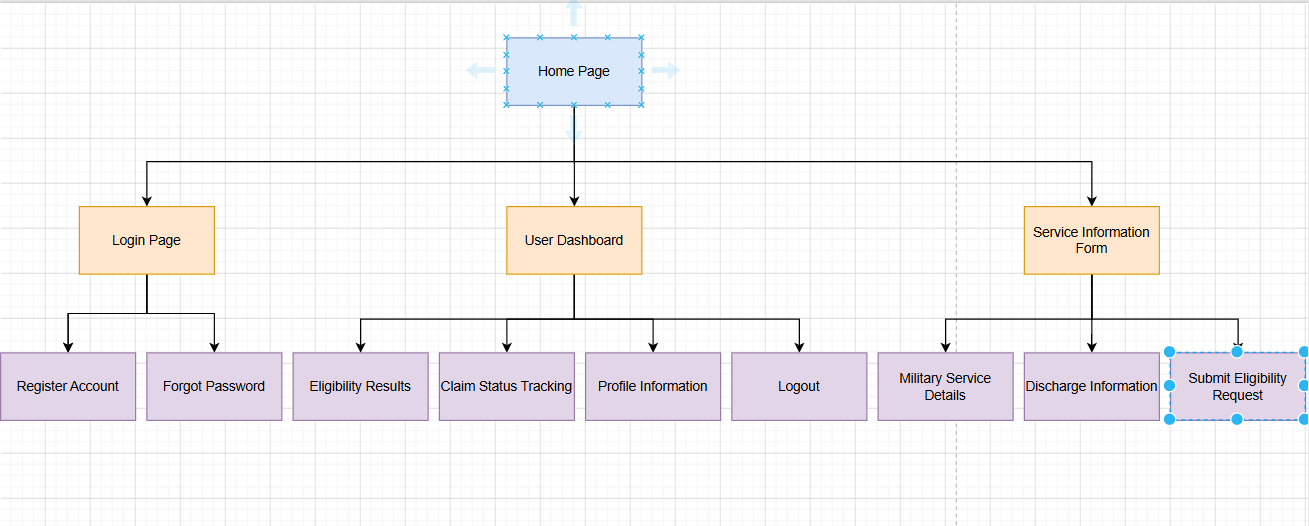 Home Page
Login Page
User Dashboard
Service Information
Form
Register Account
Forgot Password
Eligibility Results
Claim Status Tracking
Profile Information
Logout
Military Service
Details
Discharge Information
Submit Eligibility
Request